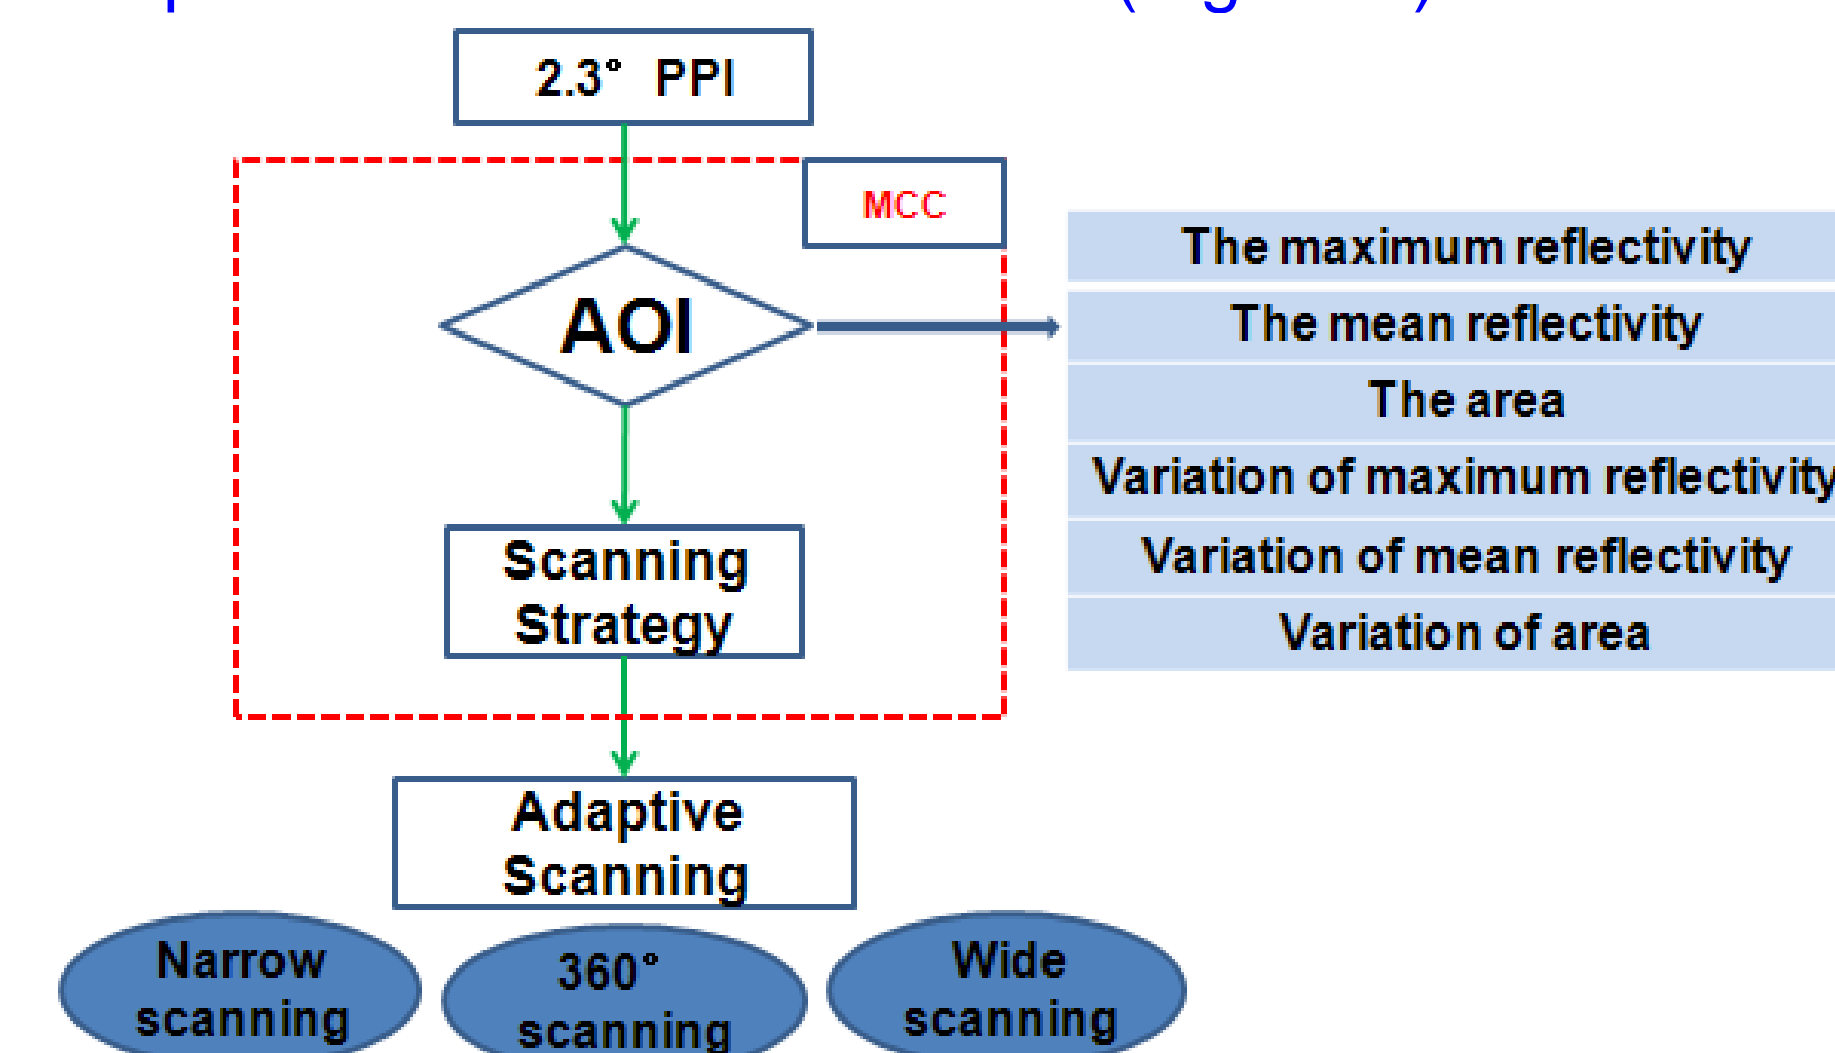 2.3° PPI
MCC
AOI
The maximum reflectivity
The mean reflectivity
The area
Variation of maximum reflectivity
Variation of mean reflectivity
Variation of area
Scanning
Strategy
Adaptive
Scanning
Narrow
scanning
360°
scanning
Wide
scanning